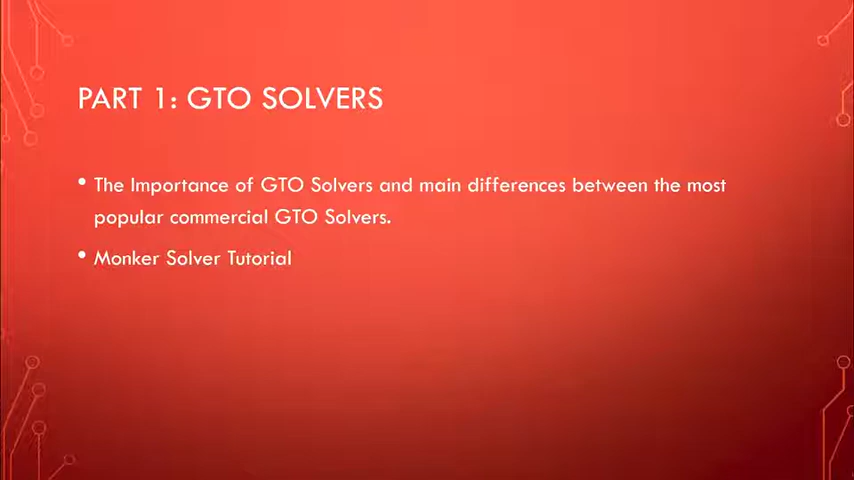 PART 1: GTO SOLVERS
• The Importance of GTO Solvers and main differences between the most
popular commercial GTO Solvers.
• Monker Solver Tutorial